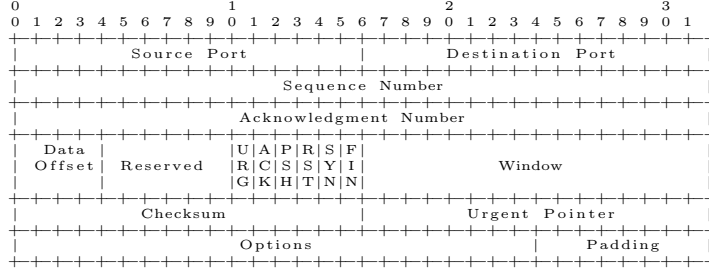 0 1 2 3
0 1 2 3 4 5 6 7 8 9 0 1 2 3 4 5 6 7 8 9 0 1 2 3 4 5 6 7 8 9 0 1
+-+-+-+-+-+-+-+-+-+-+-+-+-+-+-+-+-+-+-+-+-+-+-+-+-+-+-+-+-+-+-+-+
| Source Port | Destination Port |
+-+-+-+-+-+-+-+-+-+-+-+-+-+-+-+-+-+-+-+-+-+-+-+-+-+-+-+-+-+-+-+-+
| Sequence Number |
+-+-+-+-+-+-+-+-+-+-+-+-+-+-+-+-+-+-+-+-+-+-+-+-+-+-+-+-+-+-+-+-+
| Acknowledgment Number |
+-+-+-+-+-+-+-+-+-+-+-+-+-+-+-+-+-+-+-+-+-+-+-+-+-+-+-+-+-+-+-+-+
| Data | |U|A|P|R|S|F| |
| Offset| Reserved |R|C|S|S|Y|I| Window |
| | |G|K|H|T|N|N| |
+-+-+-+-+-+-+-+-+-+-+-+-+-+-+-+-+-+-+-+-+-+-+-+-+-+-+-+-+-+-+-+-+
| Checksum | Urgent Pointer |
+-+-+-+-+-+-+-+-+-+-+-+-+-+-+-+-+-+-+-+-+-+-+-+-+-+-+-+-+-+-+-+-+
| Options | Padding |
+-+-+-+-+-+-+-+-+-+-+-+-+-+-+-+-+-+-+-+-+-+-+-+-+-+-+-+-+-+-+-+-+